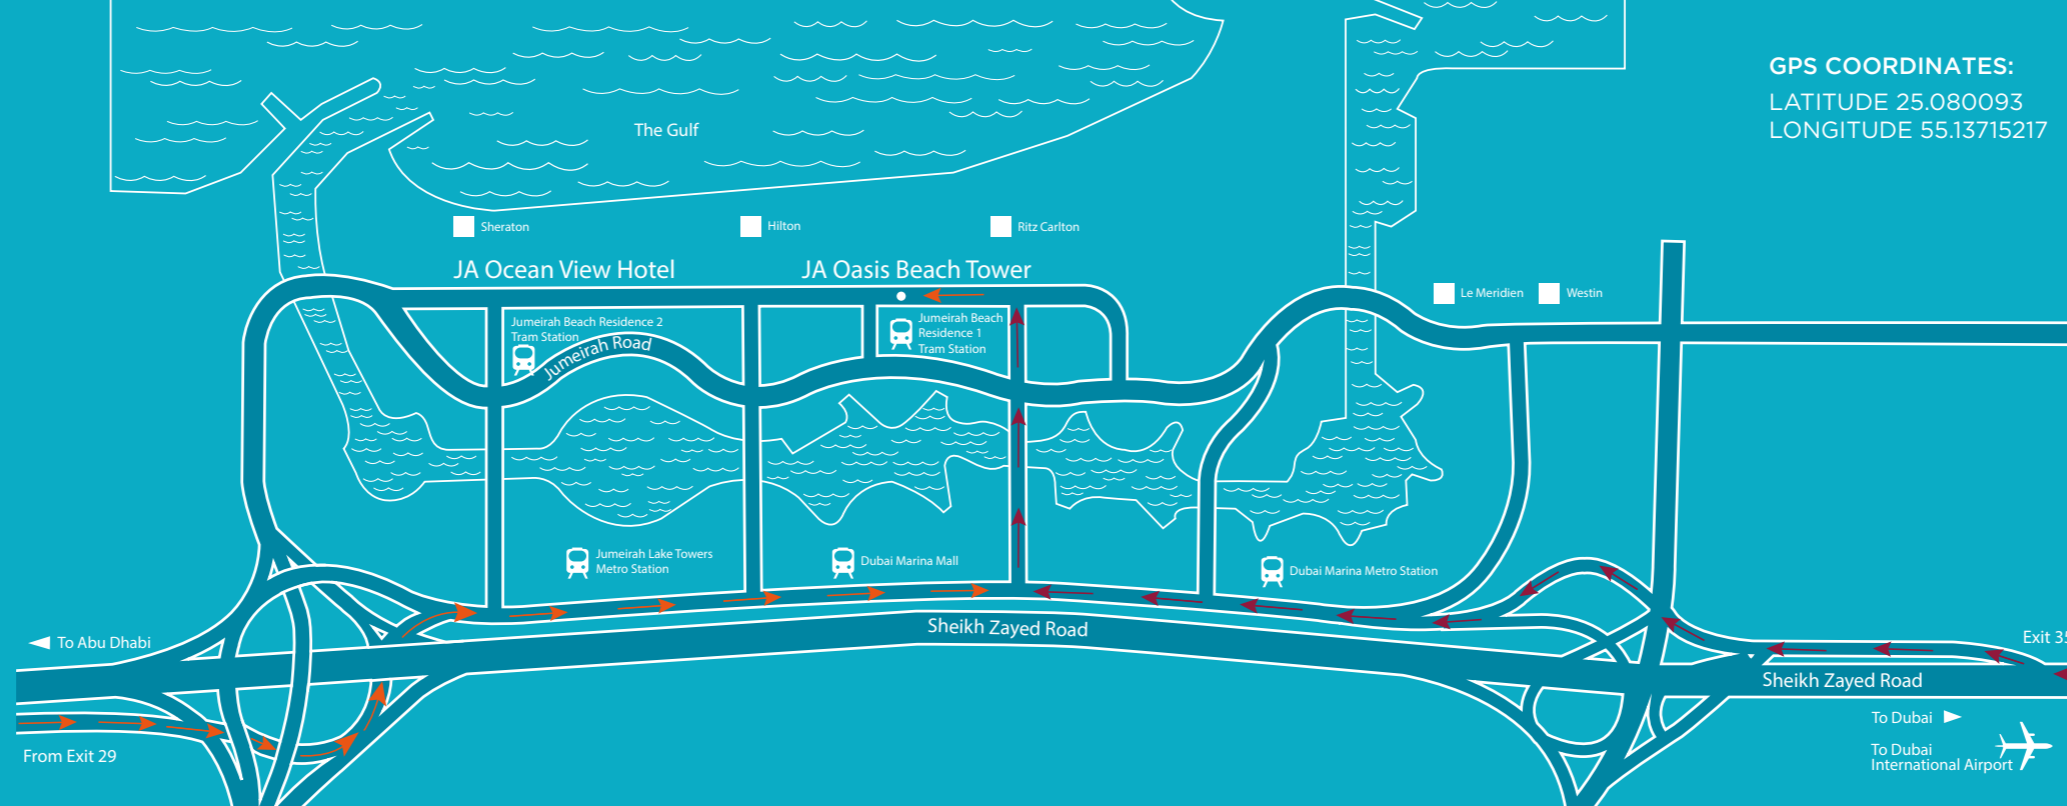 GPS COORDINATES:
LATITUDE 25.080093
LONGITUDE 55.13715217
The Gulf
Sheraton
Hilton
Ritz Carlton
JA Ocean View Hotel
JA Oasis Beach Tower
Le Meridien
Westin
Jumeirah Beach Residence 2
Tram Station
Jumeirah Beach
Residence 1
Tram Station
Jumeirah Road
Jumeirah Lake Towers
Metro Station
Dubai Marina Mall
Dubai Marina Metro Station
To Abu Dhabi
Sheikh Zayed Road
Exit 35
Sheikh Zayed Road
From Exit 29
To Dubai
To Dubai
International Airport